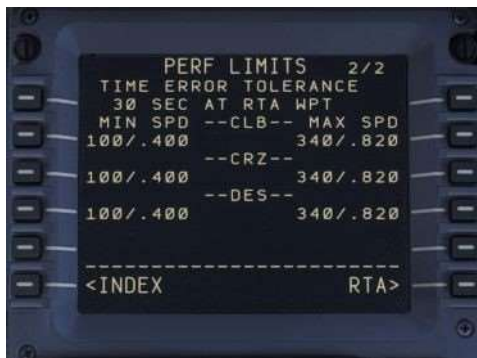 PERF LIMITS 2/2
TIME ERROR TOLERANCE
30 SEC AT RTA WPT
MIN SPD --CLB-- MAX SPD
100/.400 340/.820
--CRZ--
100/.400 340/.820
--DES--
100/.400 340/.820
--------------------------
<INDEX RTA>